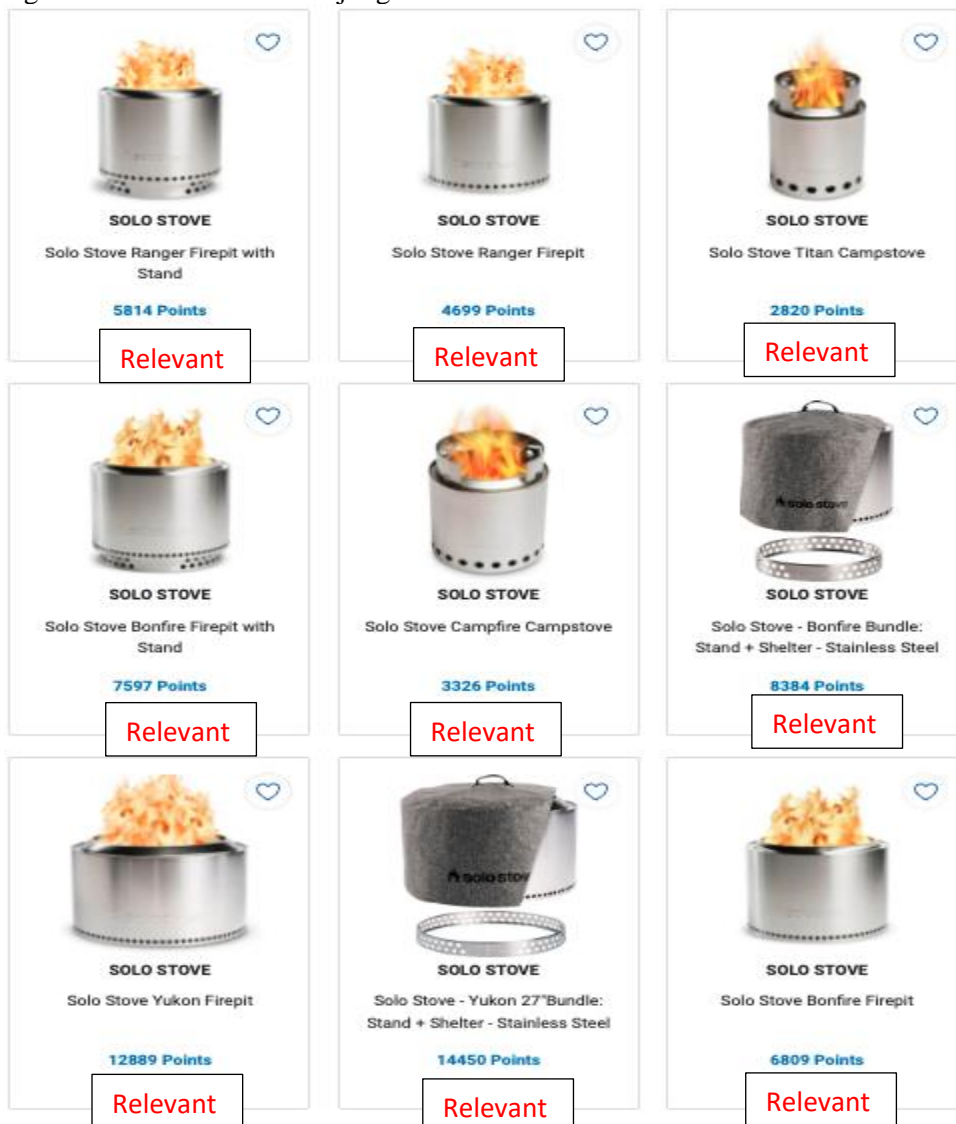 SOLO STOVE
Solo Stove Ranger Firepit with
Stand
5814 Points
Relevant
SOLO STOVE
Solo Stove Ranger Firepit
4699 Points
Relevant
SOLO STOVE
Solo Stove Titan Campstove
2820 Points
Relevant
SOLO STOVE
Solo Stove Bonfire Firepit with
Stand
7597 Points
Relevant
SOLO STOVE
Solo Stove Campfire Campstove
3326 Points
Relevant
solo stove
SOLO STOVE
Solo Stove - Bonfire Bundle:
Stand + Shelter - Stainless Steel
8384 Points
Relevant
SOLO STOVE
Solo Stove Yukon Firepit
12889 Points
Relevant
solo stov
SOLO STOVE
Solo Stove - Yukon 27"Bundle:
Stand + Shelter - Stainless Steel
14450 Points
Relevant
SOLO STOVE
Solo Stove Bonfire Firepit
6809 Points
Relevant